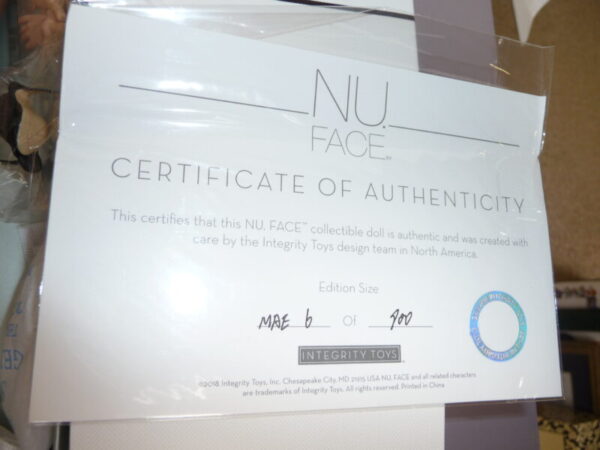 NU.
FACE™
CERTIFICATE OF AUTHENTICITY
This certifies that this NU. FACE™ collectible doll is authentic and was created with
care by the Integrity Toys design team in North America.
Edition Size
MAE 6 Of 900
INTEGRITY TOYS
©2018 Integrity Toys, Inc. Chesapeake City, MD 21915 USA NU. FACE and all related characters
are trademarks of Integrity Toys. All rights reserved. Printed in China